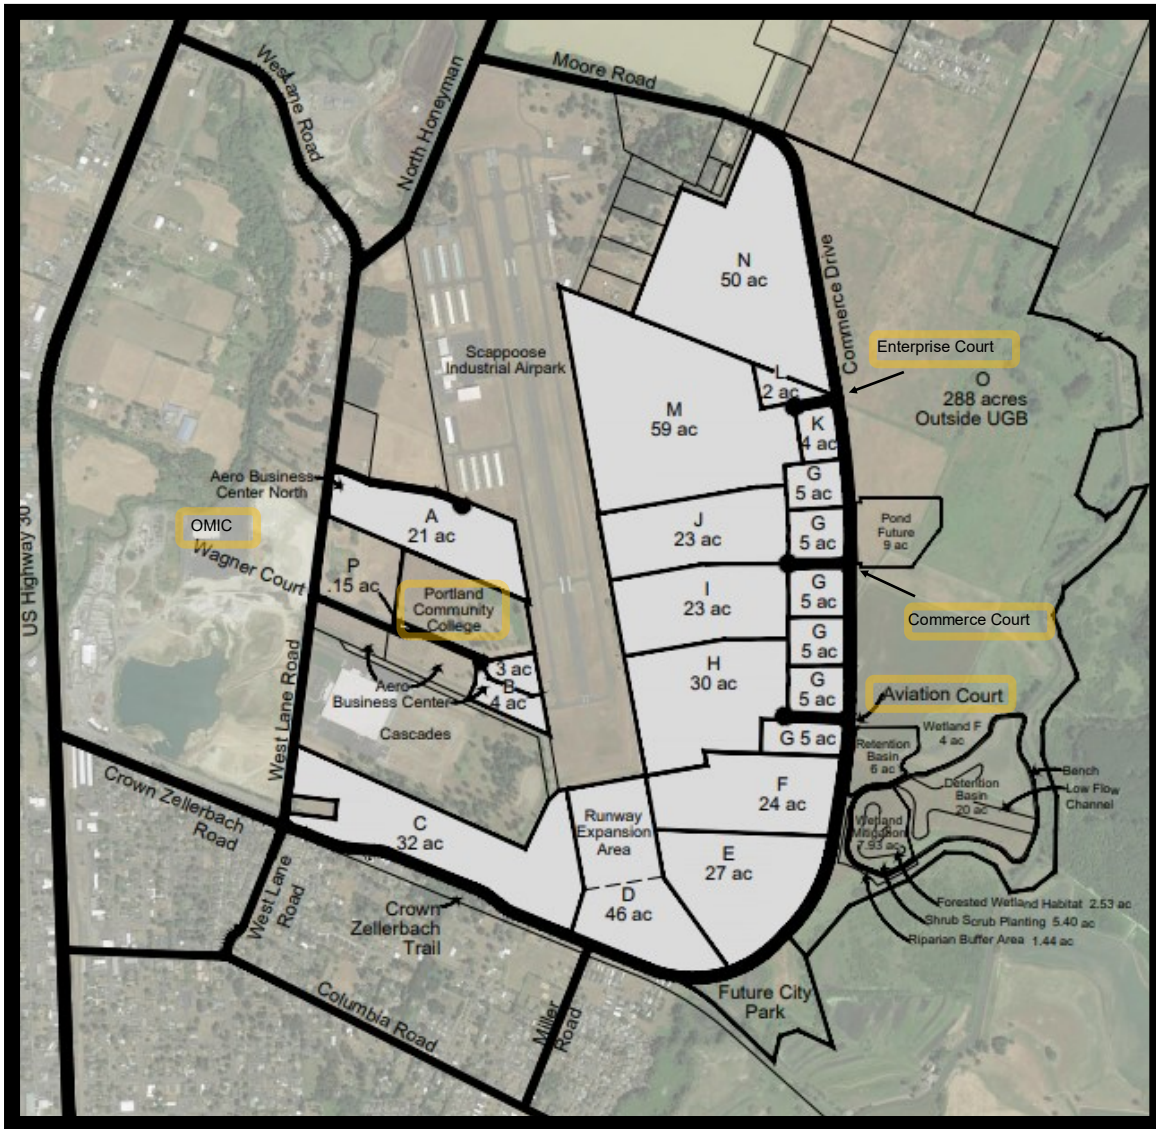 West Lane Road
North Honeyman
Moore Road
N
50 ac
Commerce Drive
Enterprise Court
Scappoose
Industrial Airpark
L
2 ac
O
288 acres
Outside UGB
M
59 ac
K
4 ac
Aero Business
Center North
G
5 ac
OMIC
A
21 ac
J
23 ac
G
5 ac
Pond
Future
9 ac
US Highway 30
Wagner Court
P
.15 ac
Portland
Community
College
I
23 ac
G
5 ac
Commerce Court
G
5 ac
West Lane Road
3 ac
B
4 ac
H
30 ac
G
5 ac
Aviation Court
Aero
Business Center
Cascades
G 5 ac
Wetland F
4 ac
Retention
Basin
6 ac
Bench
Low Flow
Channel
Detention
Basin
20 ac
Crown Zellerbach
Road
F
24 ac
C
32 ac
Runway
Expansion
Area
Wetland
Mitigation
7.93 ac
E
27 ac
West Lane
Road
D
46 ac
Crown
Zellerbach
Trail
Forested Wetland Habitat 2.53 ac
Shrub Scrub Planting 5.40 ac
Riparian Buffer Area 1.44 ac
Columbia Road
Miller
Road
Future City
Park